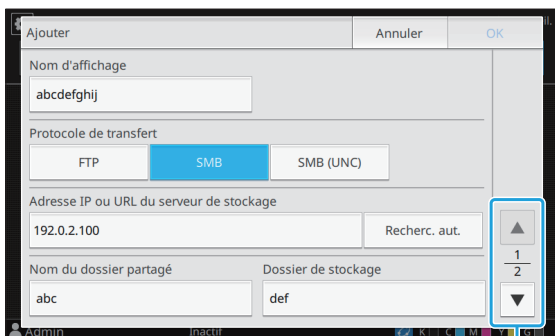 Ajouter
Annuler
OK
Nom d'affichage
abcdefghij
Protocole de transfert
FTP
SMB
SMB (UNC)
Adresse IP ou URL du serveur de stockage
192.0.2.100
Recherc. aut.
1
2
Nom du dossier partagé
Dossier de stockage
abc
def
Admin
Inactif
K
C
M
Y
G